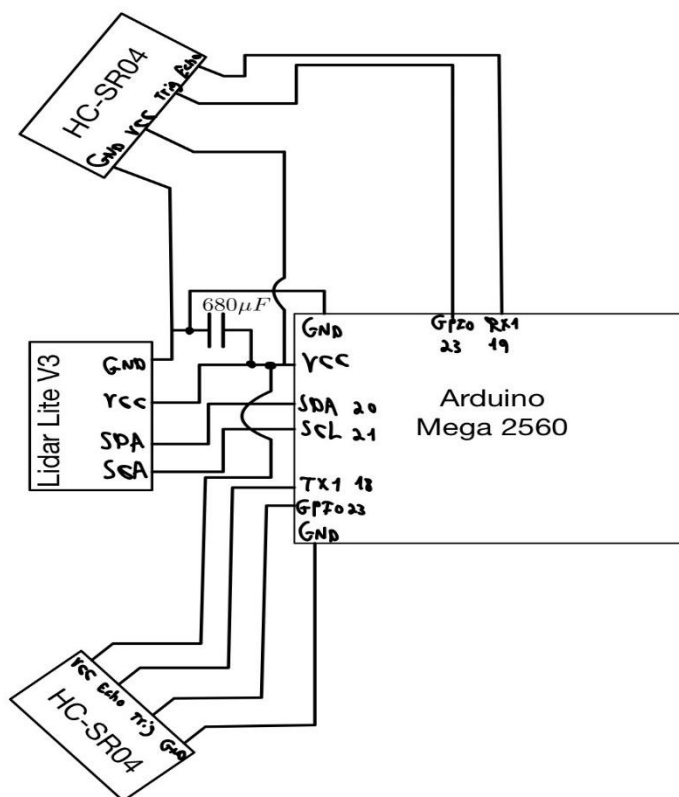 HC-SR04
Echo
Trig
VCC
GND
680µF
GND
GPIO
23
RX1
19
Lidar Lite V3
GND
VCC
SDA
SCA
VCC
SDA 20
SCL 21
Arduino
Mega 2560
TX1 18
GPIO 23
GND
VCC
Echo
Trig
GND
HC-SR04